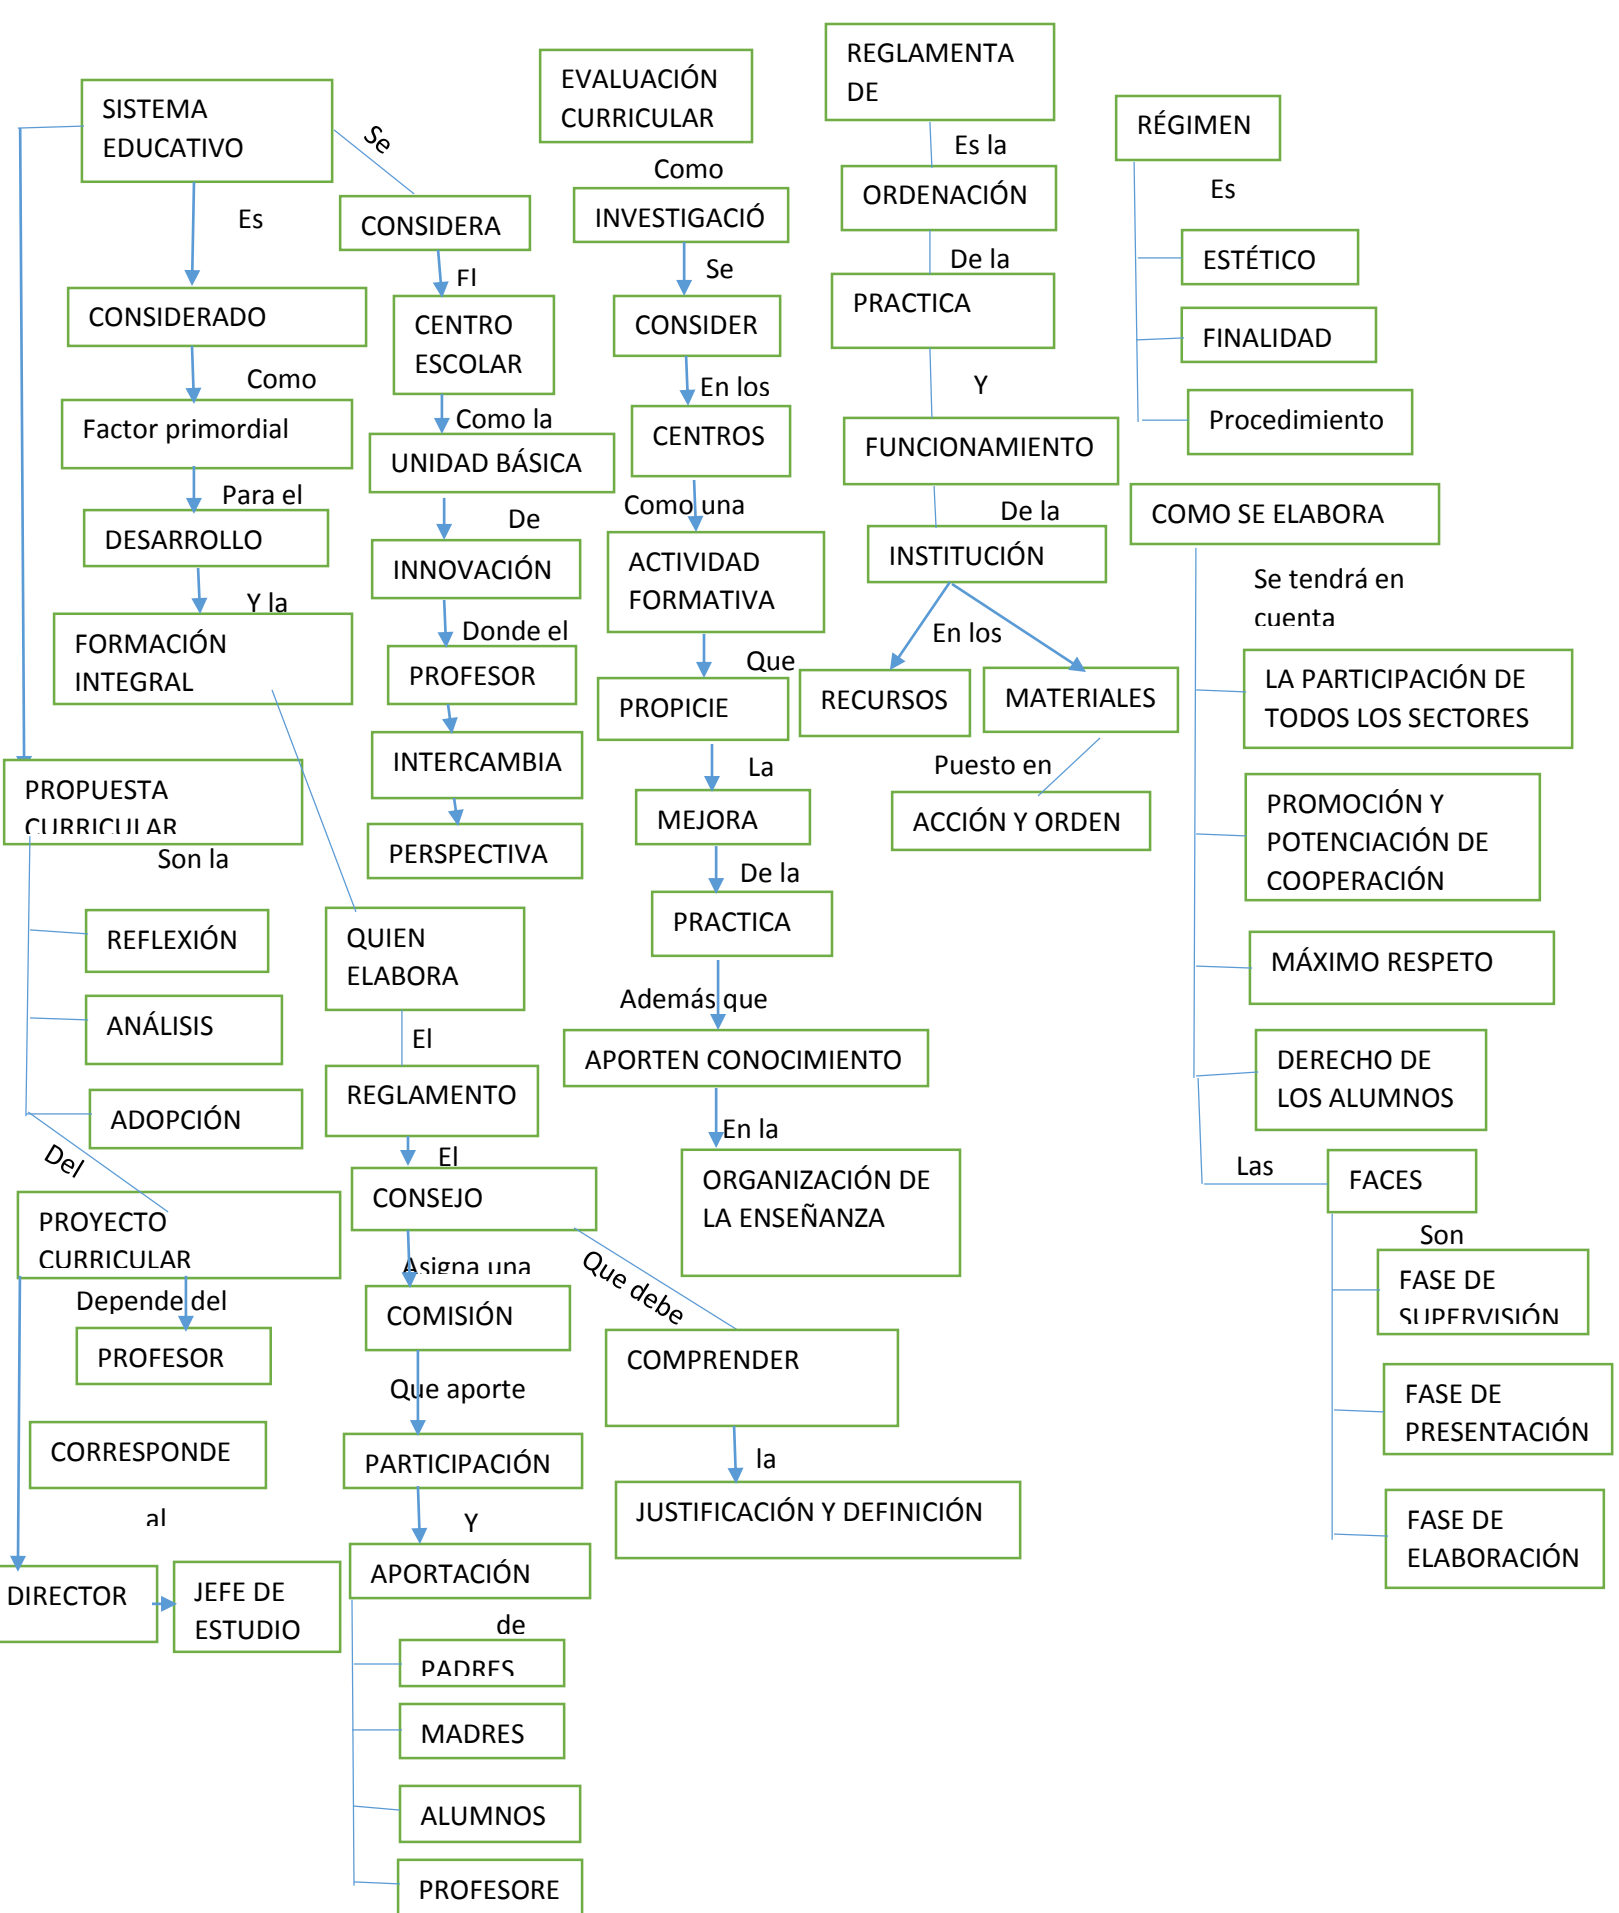 SISTEMA
EDUCATIVO
Es
CONSIDERADO
Como
Factor primordial
Para el
DESARROLLO
Y la
FORMACIÓN
INTEGRAL
PROPUESTA
CURRICULAR
Son la
REFLEXIÓN
ANÁLISIS
ADOPCIÓN
Del
PROYECTO
CURRICULAR
Depende del
PROFESOR
CORRESPONDE
al
DIRECTOR
JEFE DE
ESTUDIO
Se
CONSIDERA
El
CENTRO
ESCOLAR
Como la
UNIDAD BÁSICA
De
INNOVACIÓN
Donde el
PROFESOR
INTERCAMBIA
PERSPECTIVA
QUIEN
ELABORA
El
REGLAMENTO
El
CONSEJO
Asigna una
COMISIÓN
Que aporte
PARTICIPACIÓN
Y
APORTACIÓN
de
PADRES
MADRES
ALUMNOS
PROFESORE
Que debe
COMPRENDER
la
JUSTIFICACIÓN Y DEFINICIÓN
EVALUACIÓN
CURRICULAR
Como
INVESTIGACIÓ
Se
CONSIDER
En los
CENTROS
Como una
ACTIVIDAD
FORMATIVA
Que
PROPICIE
La
MEJORA
De la
PRACTICA
Además que
APORTEN CONOCIMIENTO
En la
ORGANIZACIÓN DE
LA ENSEÑANZA
REGLAMENTA
DE
Es la
ORDENACIÓN
De la
PRACTICA
Y
FUNCIONAMIENTO
De la
INSTITUCIÓN
En los
RECURSOS
MATERIALES
Puesto en
ACCIÓN Y ORDEN
RÉGIMEN
Es
ESTÉTICO
FINALIDAD
Procedimiento
COMO SE ELABORA
Se tendrá en
cuenta
LA PARTICIPACIÓN DE
TODOS LOS SECTORES
PROMOCIÓN Y
POTENCIACIÓN DE
COOPERACIÓN
MÁXIMO RESPETO
DERECHO DE
LOS ALUMNOS
Las
FACES
Son
FASE DE
SUPERVISIÓN
FASE DE
PRESENTACIÓN
FASE DE
ELABORACIÓN